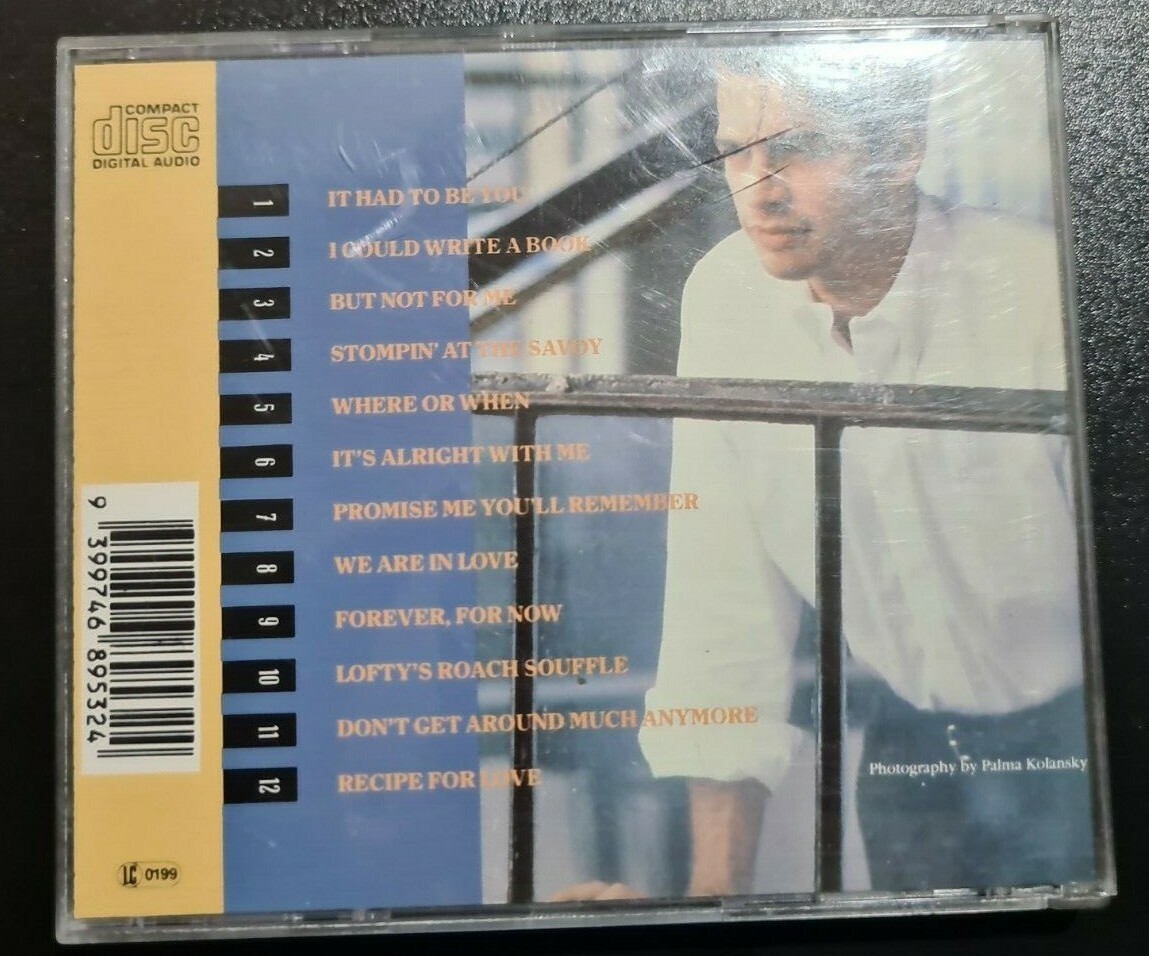 COMPACT
disc
DIGITAL AUDIO
1 IT HAD TO BE YOU
2 I COULD WRITE A BOOK
3 BUT NOT FOR ME
4 STOMPIN' AT THE SAVOY
5 WHERE OR WHEN
6 IT'S ALRIGHT WITH ME
7 PROMISE ME YOU'LL REMEMBER
8 WE ARE IN LOVE
9 FOREVER, FOR NOW
10 LOFTY'S ROACH SOUFFLE
11 DON'T GET AROUND MUCH ANYMORE
12 RECIPE FOR LOVE
Photography by Palma Kolansky
9 399746 895324
LC 0199